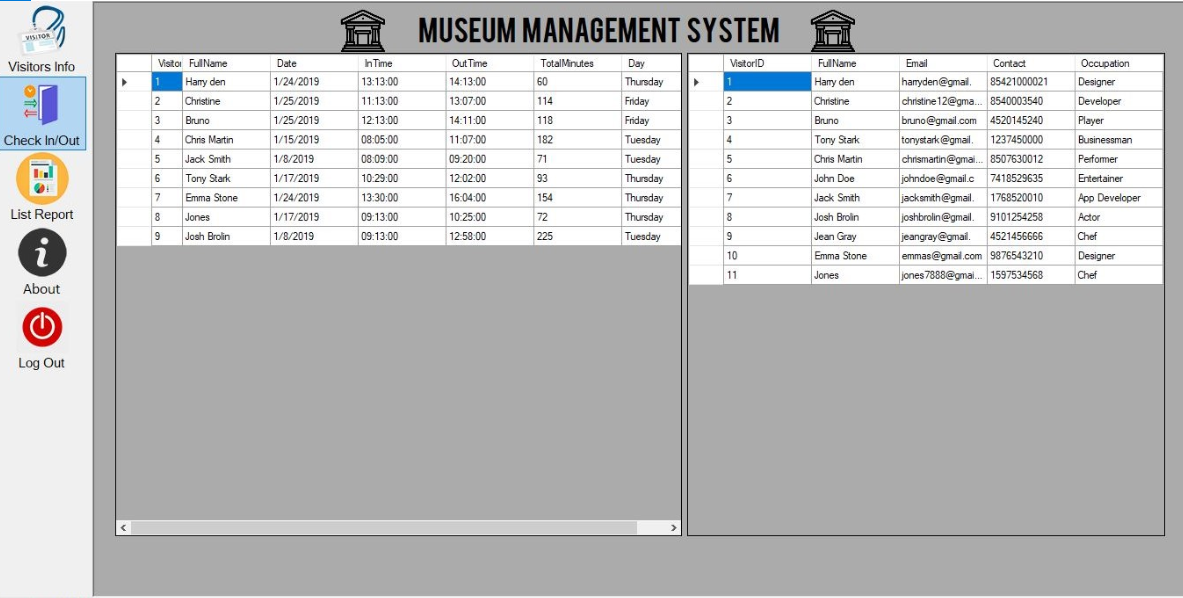 VISITOR
Visitors Info
Check In/Out
List Report
i
About
Log Out
MUSEUM MANAGEMENT SYSTEM
Visitor FullName Date InTime OutTime TotalMinutes Day
1 Harry den 1/24/2019 13:13:00 14:13:00 60 Thursday
2 Christine 1/25/2019 11:13:00 13:07:00 114 Friday
3 Bruno 1/25/2019 12:13:00 14:11:00 118 Friday
4 Chris Martin 1/15/2019 08:05:00 11:07:00 182 Tuesday
5 Jack Smith 1/8/2019 08:09:00 09:20:00 71 Tuesday
6 Tony Stark 1/17/2019 10:29:00 12:02:00 93 Thursday
7 Emma Stone 1/24/2019 13:30:00 16:04:00 154 Thursday
8 Jones 1/17/2019 09:13:00 10:25:00 72 Thursday
9 Josh Brolin 1/8/2019 09:13:00 12:58:00 225 Tuesday
VisitorID FullName Email Contact Occupation
1 Harry den harryden@gmail. 85421000021 Designer
2 Christine christine12@gma... 8540003540 Developer
3 Bruno bruno@gmail.com 4520145240 Player
4 Tony Stark tonystark@gmail. 1237450000 Businessman
5 Chris Martin chrismartin@gmai... 8507630012 Performer
6 John Doe johndoe@gmail.c 7418529635 Entertainer
7 Jack Smith jacksmith@gmail. 1768520010 App Developer
8 Josh Brolin joshbrolin@gmail. 9101254258 Actor
9 Jean Gray jeangray@gmail. 4521456666 Chef
10 Emma Stone emmas@gmail.com 9876543210 Designer
11 Jones jones7888@gmai... 1597534568 Chef